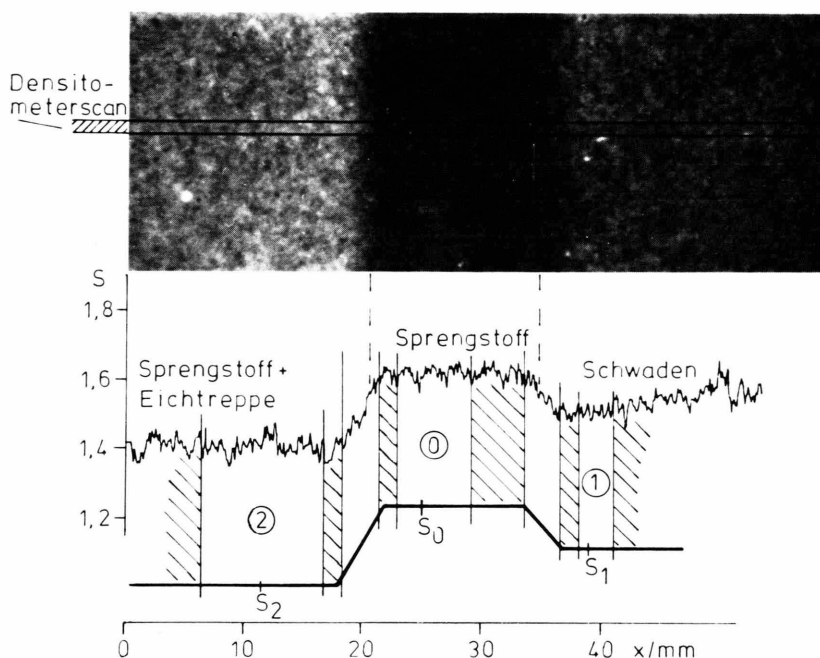 Densito-
meterscan
S
1,8
Sprengstoff
Sprengstoff +
Eichtreppe
Schwaden
1,6
1,4
1,2
0
1
2
S0
S1
S2
0 10 20 30 40 x/mm